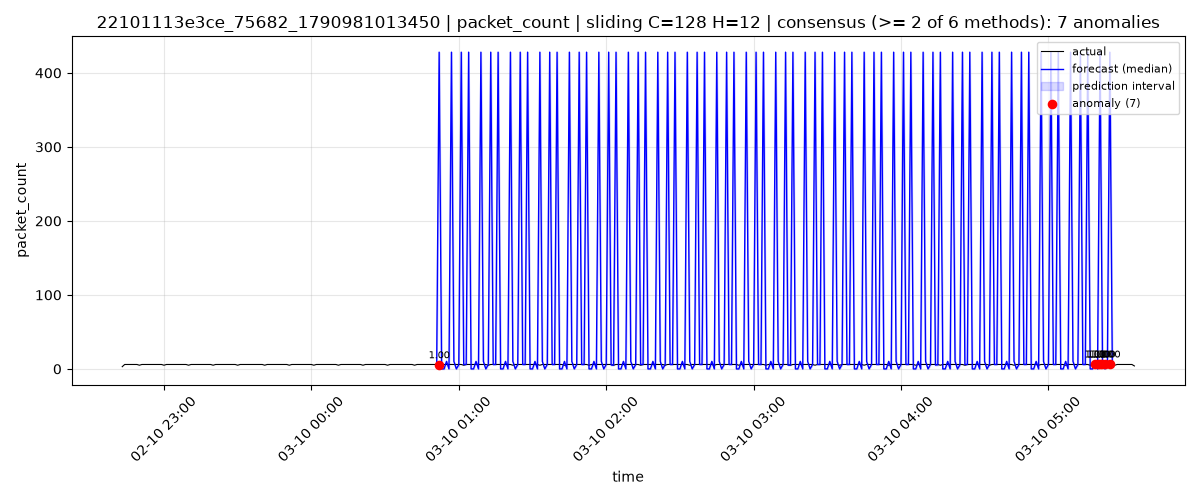 22101113e3ce_75682_1790981013450 | packet_count | sliding C=128 H=12 | consensus (>= 2 of 6 methods): 7 anomalies
actual
forecast (median)
prediction interval
anomaly (7)
packet_count
400
300
200
100
0
1.00
02-10 23:00
03-10 00:00
03-10 01:00
03-10 02:00
03-10 03:00
03-10 04:00
03-10 05:00
time